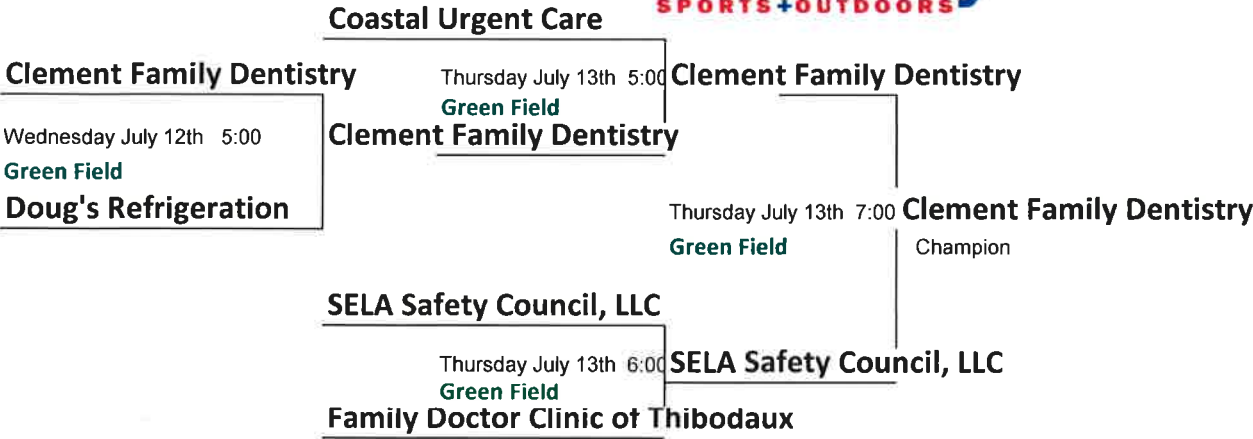 SPORTS+OUTDOORS
Coastal Urgent Care
Clement Family Dentistry
Thursday July 13th 5:00
Clement Family Dentistry
Green Field
Wednesday July 12th 5:00
Clement Family Dentistry
Green Field
Doug's Refrigeration
Thursday July 13th 7:00
Clement Family Dentistry
Green Field
Champion
SELA Safety Council, LLC
Thursday July 13th 6:00
SELA Safety Council, LLC
Green Field
Family Doctor Clinic of Thibodaux